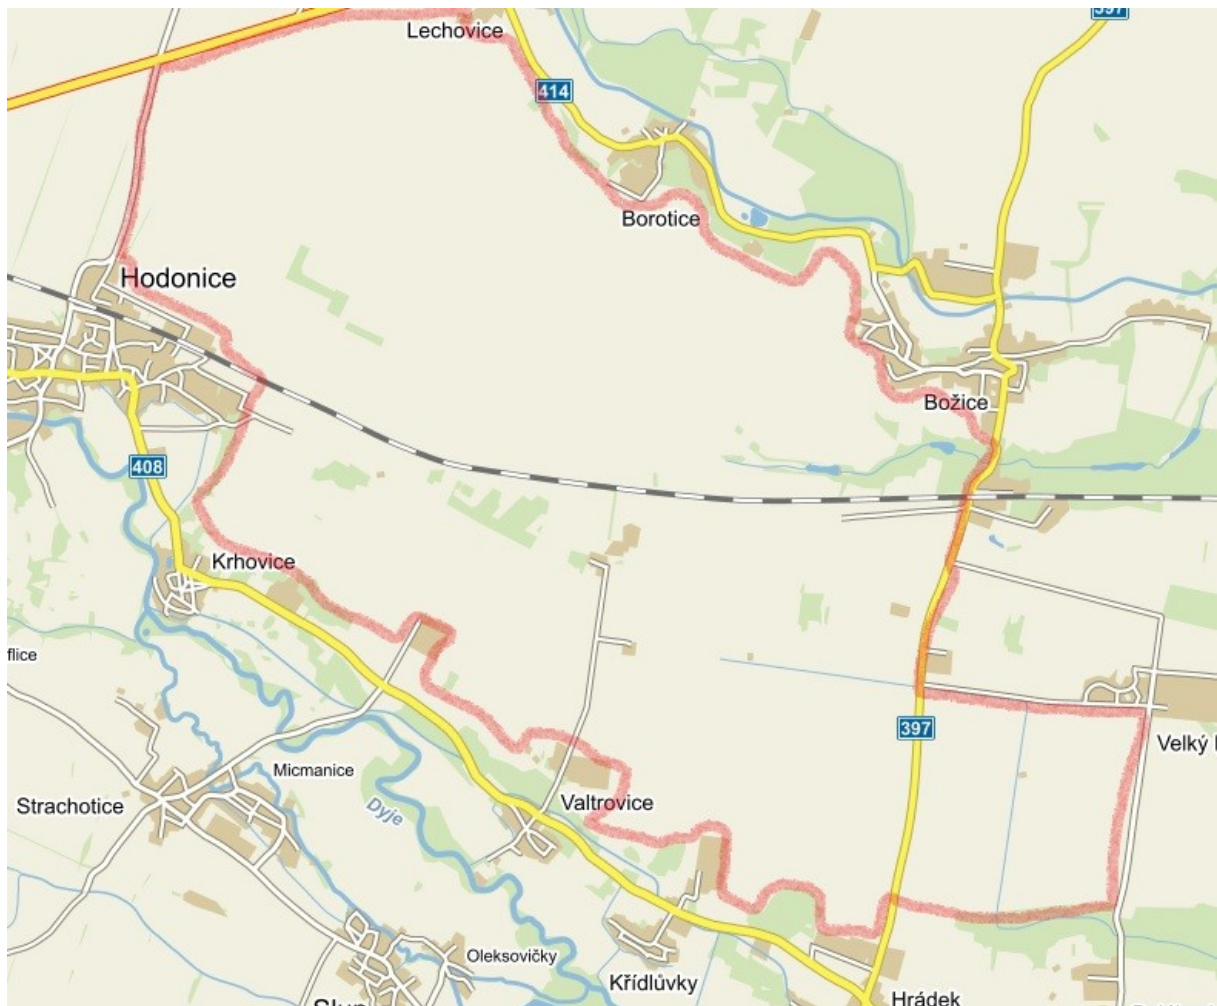 397
Lechovice
414
Borotice
Hodonice
Božice
408
Krhovice
flice
397
Velký
Micmanice
Strachotice
Dyje
Valtrovice
Oleksovičky
Křídlůvky
Hrádek